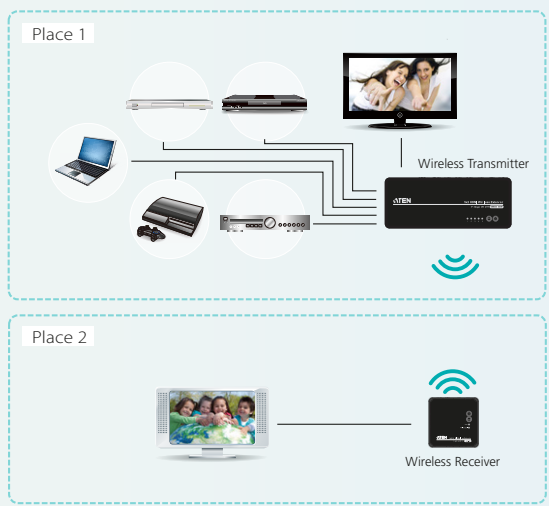 Place 1
Wireless Transmitter
ATEN
Place 2
ATEN
Wireless Receiver